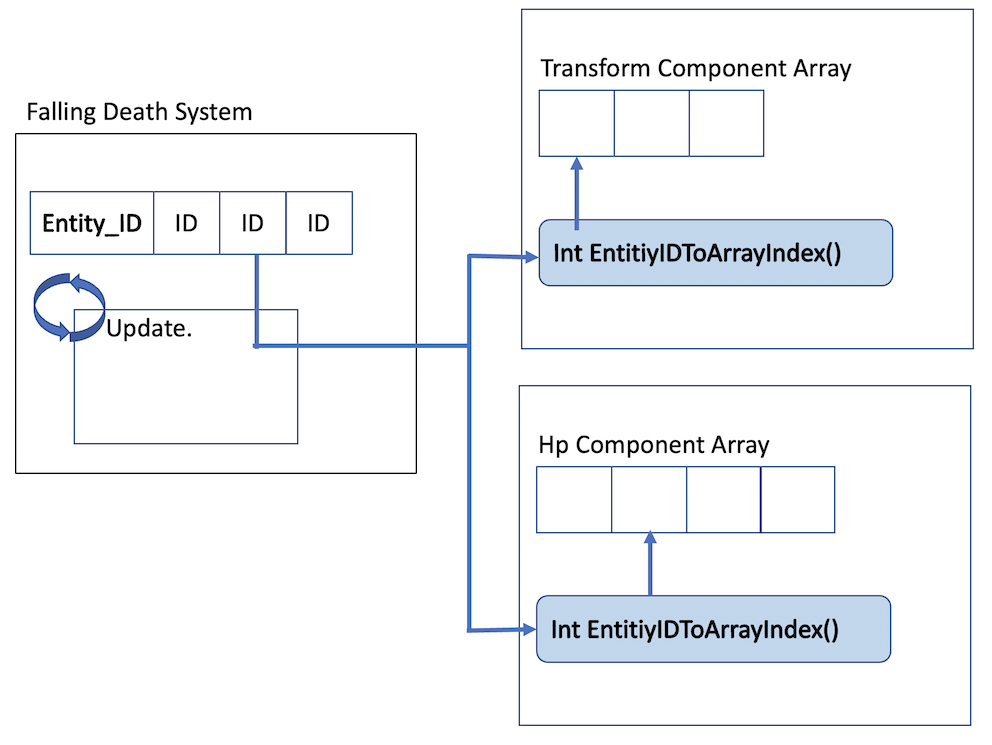 Falling Death System
Entity_ID ID ID ID
Update.
Transform Component Array
Int EntitiyIDToArrayIndex()
Hp Component Array
Int EntitiyIDToArrayIndex()